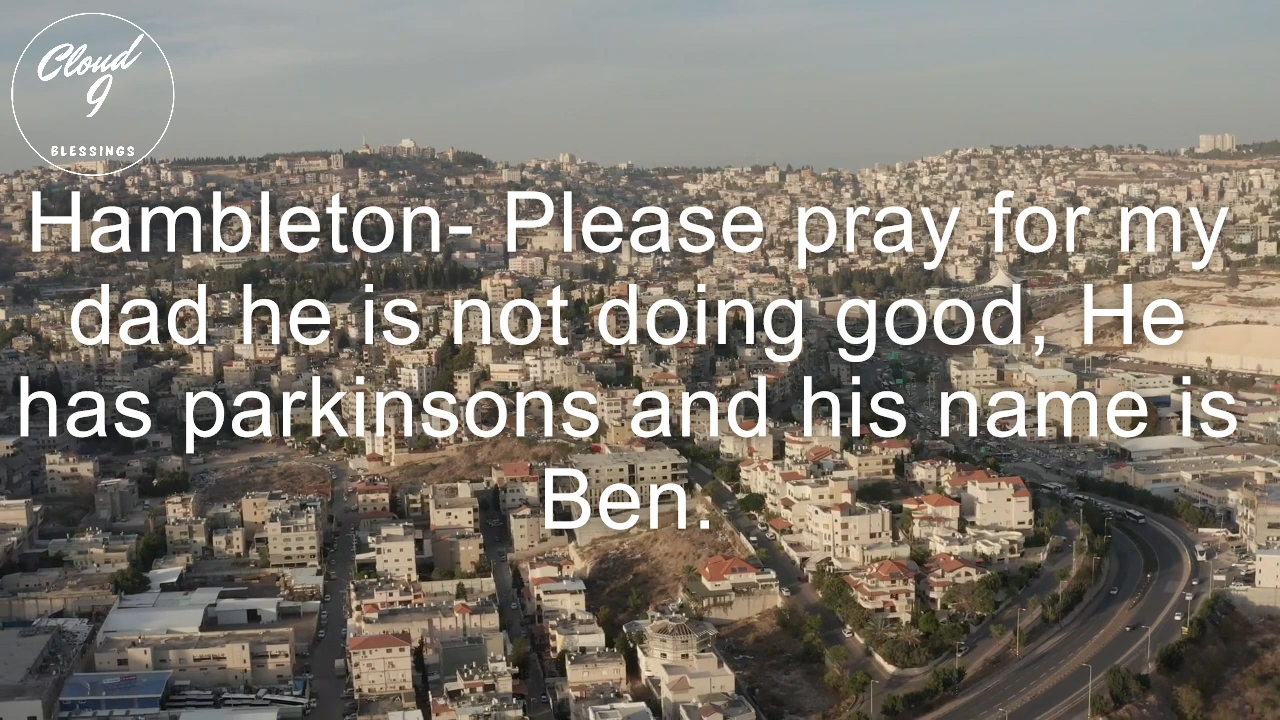 Cloud
9
BLESSINGS
Hambleton- Please pray for my
dad he is not doing good, He
has parkinsons and his name is
Ben.